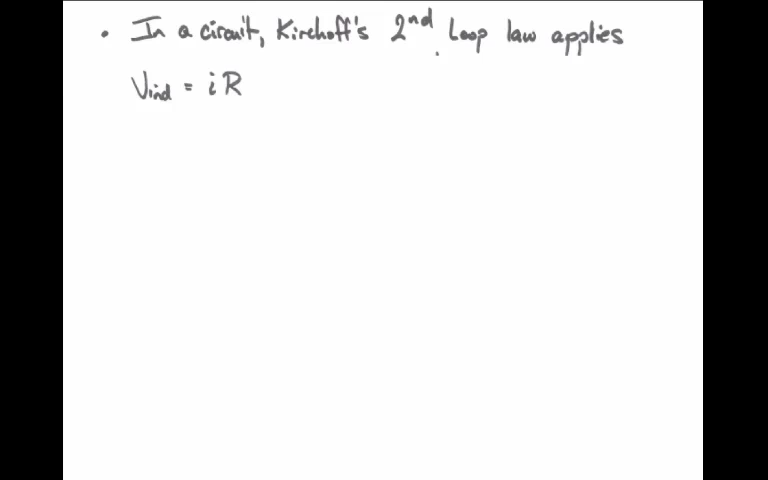 • In a circuit, Kirchoff's 2nd Loop law applies
Vind = iR